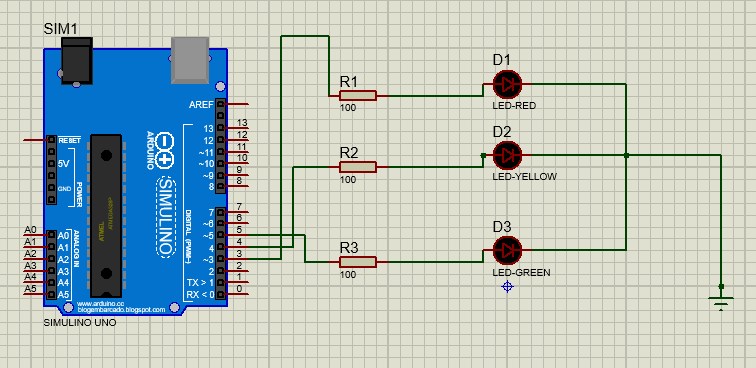 SIM1
AREF
RESET
5V
GND
POWER
A0
A1
A2
A3
A4
A5
A0
A1
A2
A3
A4
A5
ANALOG IN
ATMEL
ARDUINO
SIMULINO
DIGITAL (PWM~)
13
12
~11
~10
~9
8
7
~6
~5
4
~3
2
TX > 1
RX < 0
13
12
11
10
9
8
7
6
5
4
3
2
1
0
www.arduino.cc
blogembarcado.blogspot.com
SIMULINO UNO
R1
100
R2
100
R3
100
D1
LED-RED
D2
LED-YELLOW
D3
LED-GREEN